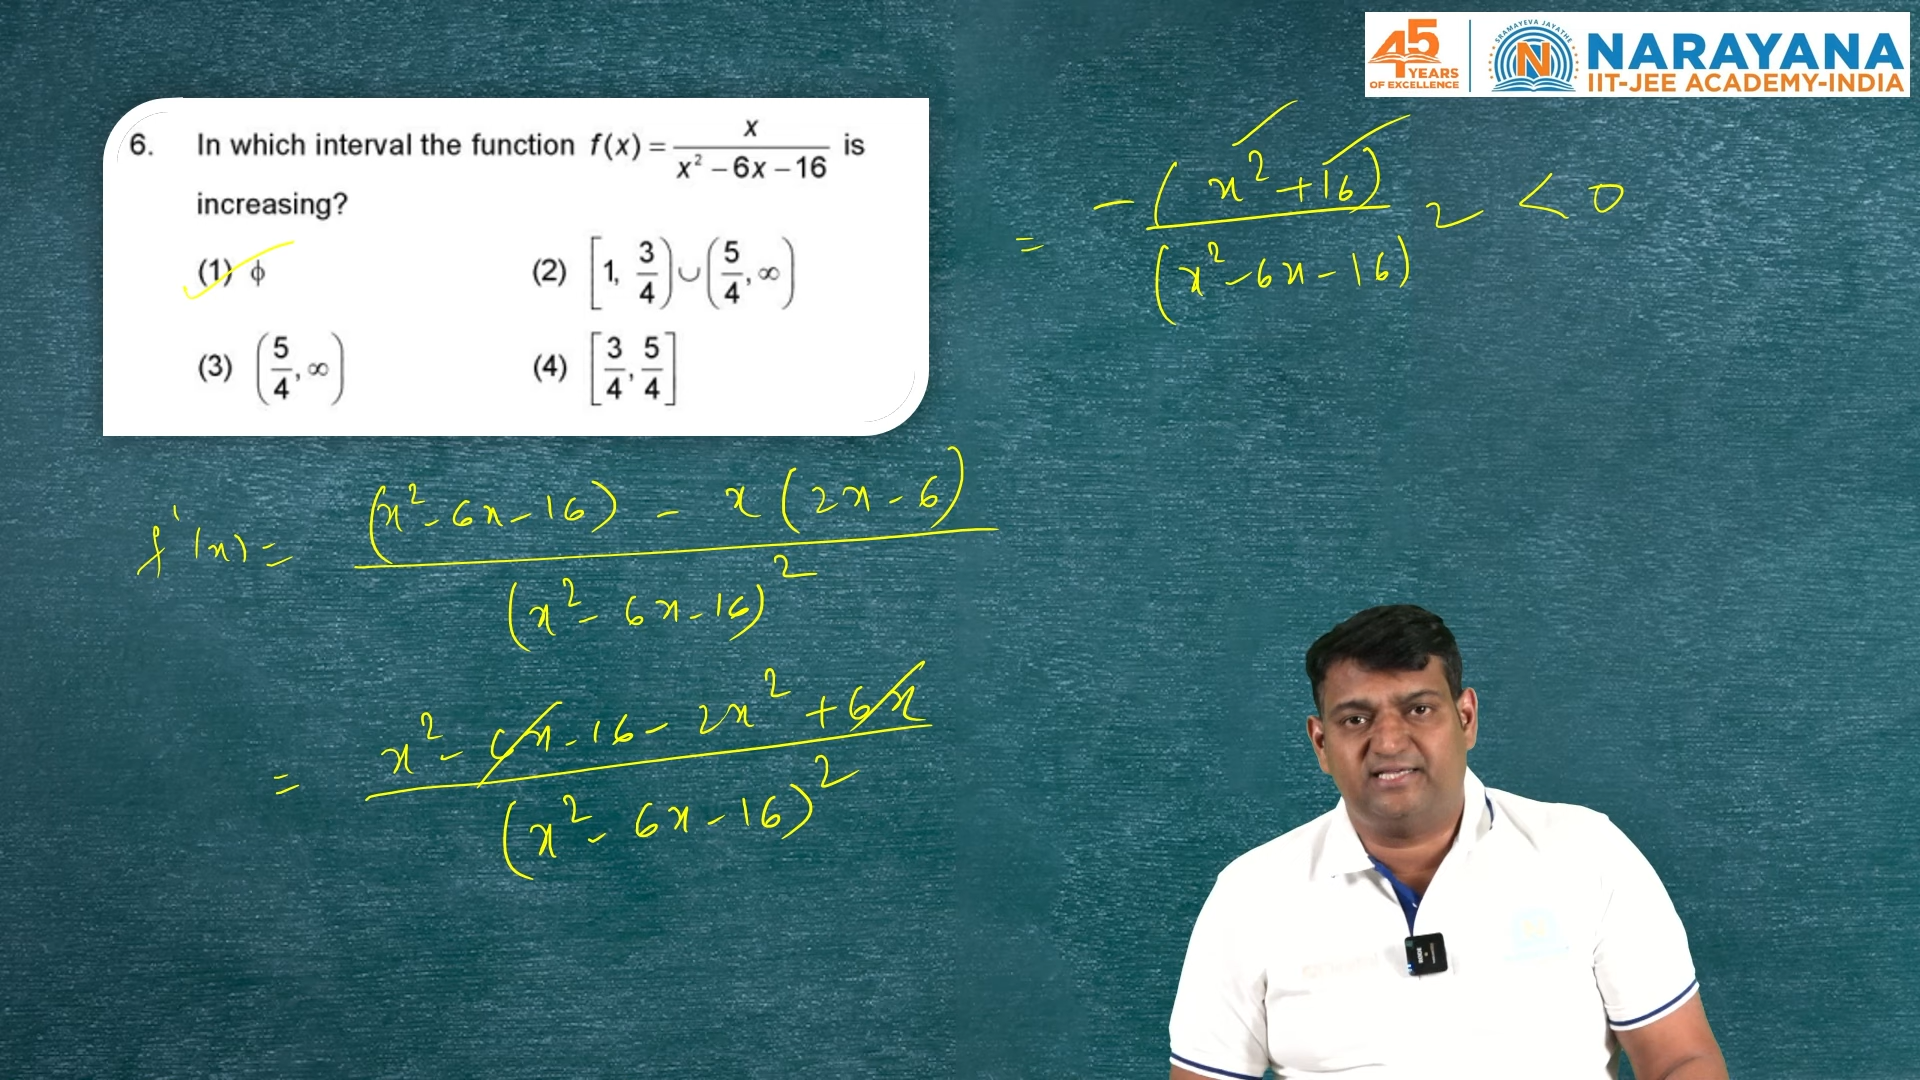 45 YEARS OF EXCELLENCE
SRAMAYEVA JAYATHE
N
NARAYANA
IIT-JEE ACADEMY-INDIA
6. In which interval the function f(x) = x / (x² – 6x – 16) is
increasing?
(1) ϕ (2) [1, 3/4) ∪ (5/4, ∞)
(3) (5/4, ∞) (4) [3/4, 5/4]
f'(x) = ((x² - 6x - 16) - x(2x - 6)) / (x² - 6x - 16)²
= (x² - 6x - 16 - 2x² + 6x) / (x² - 6x - 16)²
= -(x² + 16) / (x² - 6x - 16)² < 0